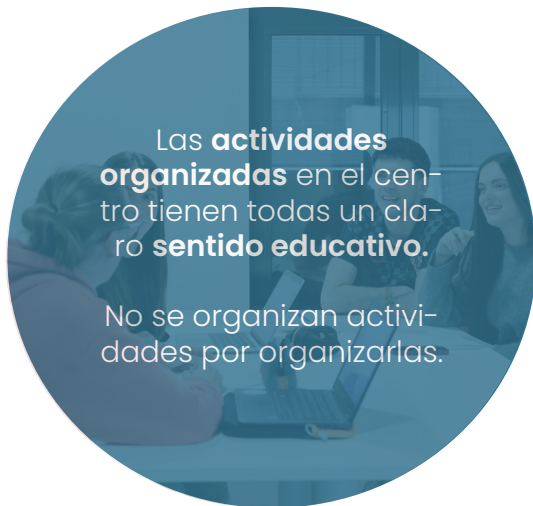 Las actividades
organizadas en el cen-
tro tienen todas un cla-
ro sentido educativo.
No se organizan activi-
dades por organizarlas.